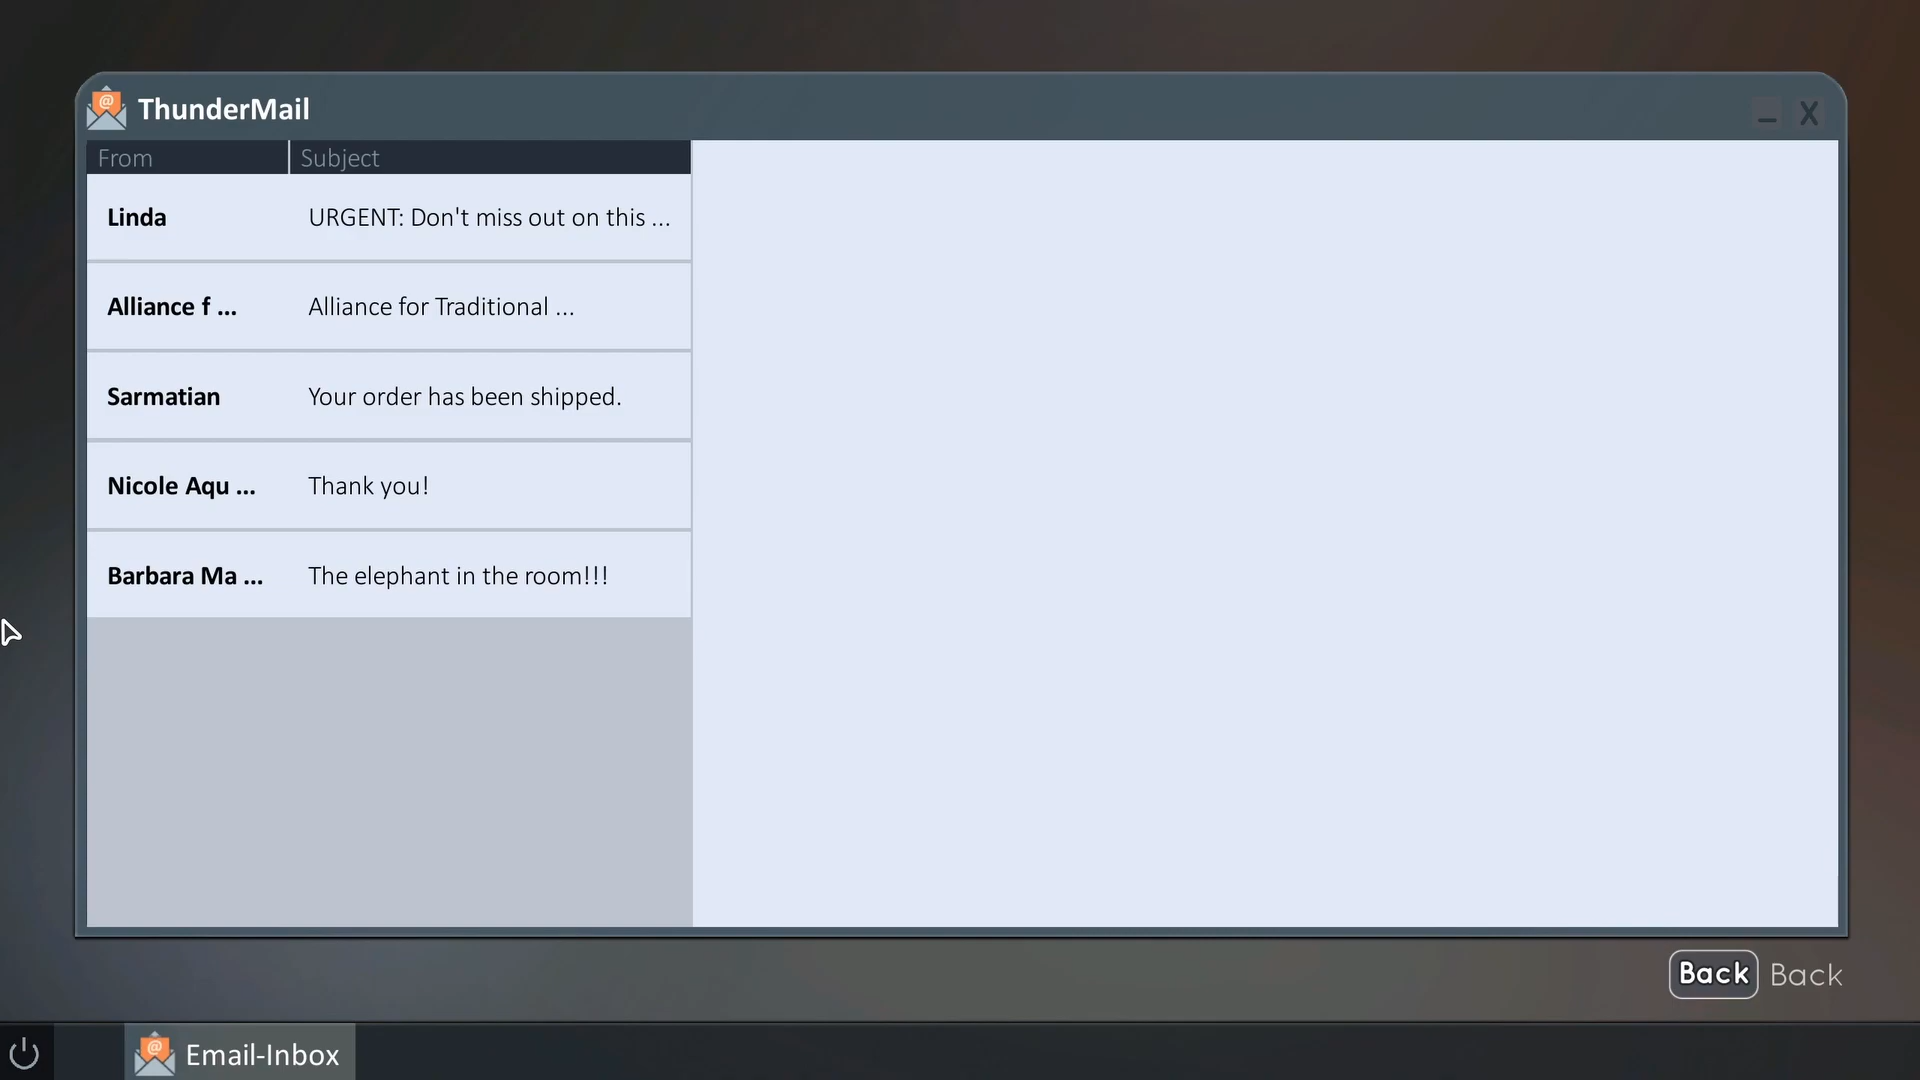 ThunderMail
From Subject
Linda URGENT: Don't miss out on this ...
Alliance f ... Alliance for Traditional ...
Sarmatian Your order has been shipped.
Nicole Aqu ... Thank you!
Barbara Ma ... The elephant in the room!!!
Back Back
Email-Inbox